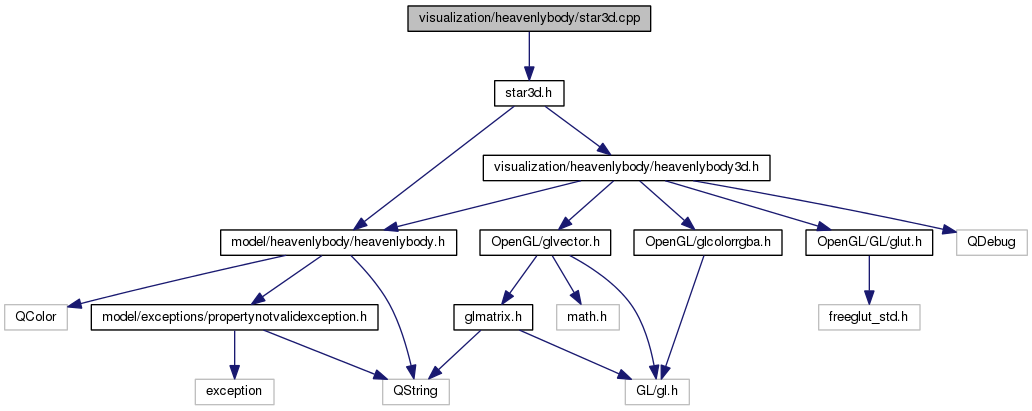 visualization/heavenlybody/star3d.cpp
star3d.h
visualization/heavenlybody/heavenlybody3d.h
model/heavenlybody/heavenlybody.h
OpenGL/glvector.h
OpenGL/glcolorrgba.h
OpenGL/GL/glut.h
QDebug
QColor
model/exceptions/propertynotvalidexception.h
glmatrix.h
math.h
freeglut_std.h
exception
QString
GL/gl.h